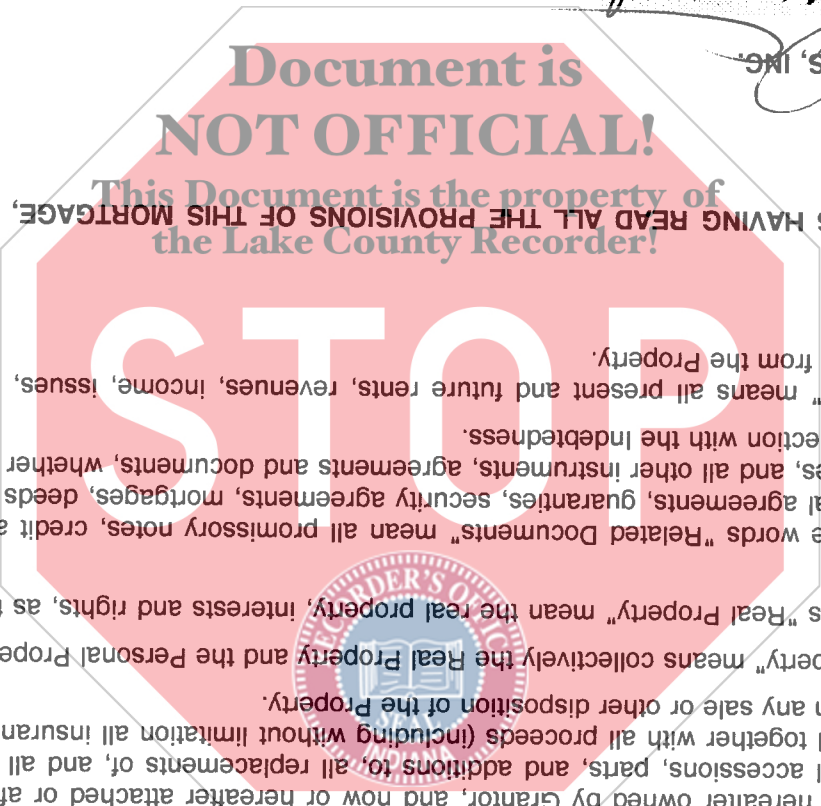 Document is
NOT OFFICIAL!
This Document is the property of
the Lake County Recorder!
STOP
RECORDER'S OFFICE
SEAL
INDIANA
hereafter owned by Grantor, and now or hereafter attached or af
accessions, parts, and additions to, all replacements of, and all
together with all proceeds (including without limitation all insuran
n any sale or other disposition of the Property.
perty" means collectively the Real Property and the Personal Prope
s "Real Property" mean the real property, interests and rights, as
e words "Related Documents" mean all promissory notes, credit a
al agreements, guaranties, security agreements, mortgages, deeds
es, and all other instruments, agreements and documents, whether
ection with the Indebtedness.
" means all present and future rents, revenues, income, issues,
from the Property.
S HAVING READ ALL THE PROVISIONS OF THIS MORTGAGE,
S, INC.